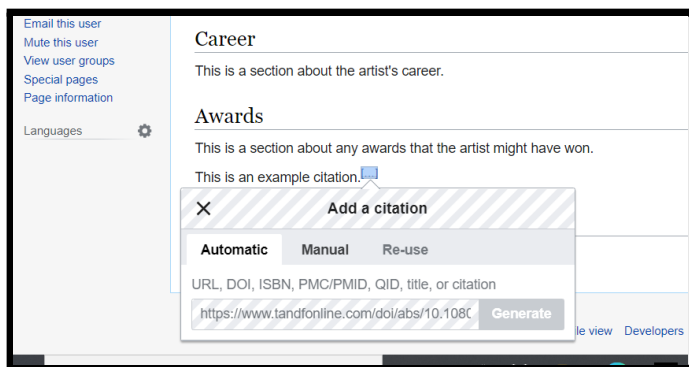 Email this user
Mute this user
View user groups
Special pages
Page information
Languages
Career
This is a section about the artist's career.
Awards
This is a section about any awards that the artist might have won.
This is an example citation.[...]
Add a citation
Automatic Manual Re-use
URL, DOI, ISBN, PMC/PMID, QID, title, or citation
https://www.tandfonline.com/doi/abs/10.1080 Generate
le view Developers